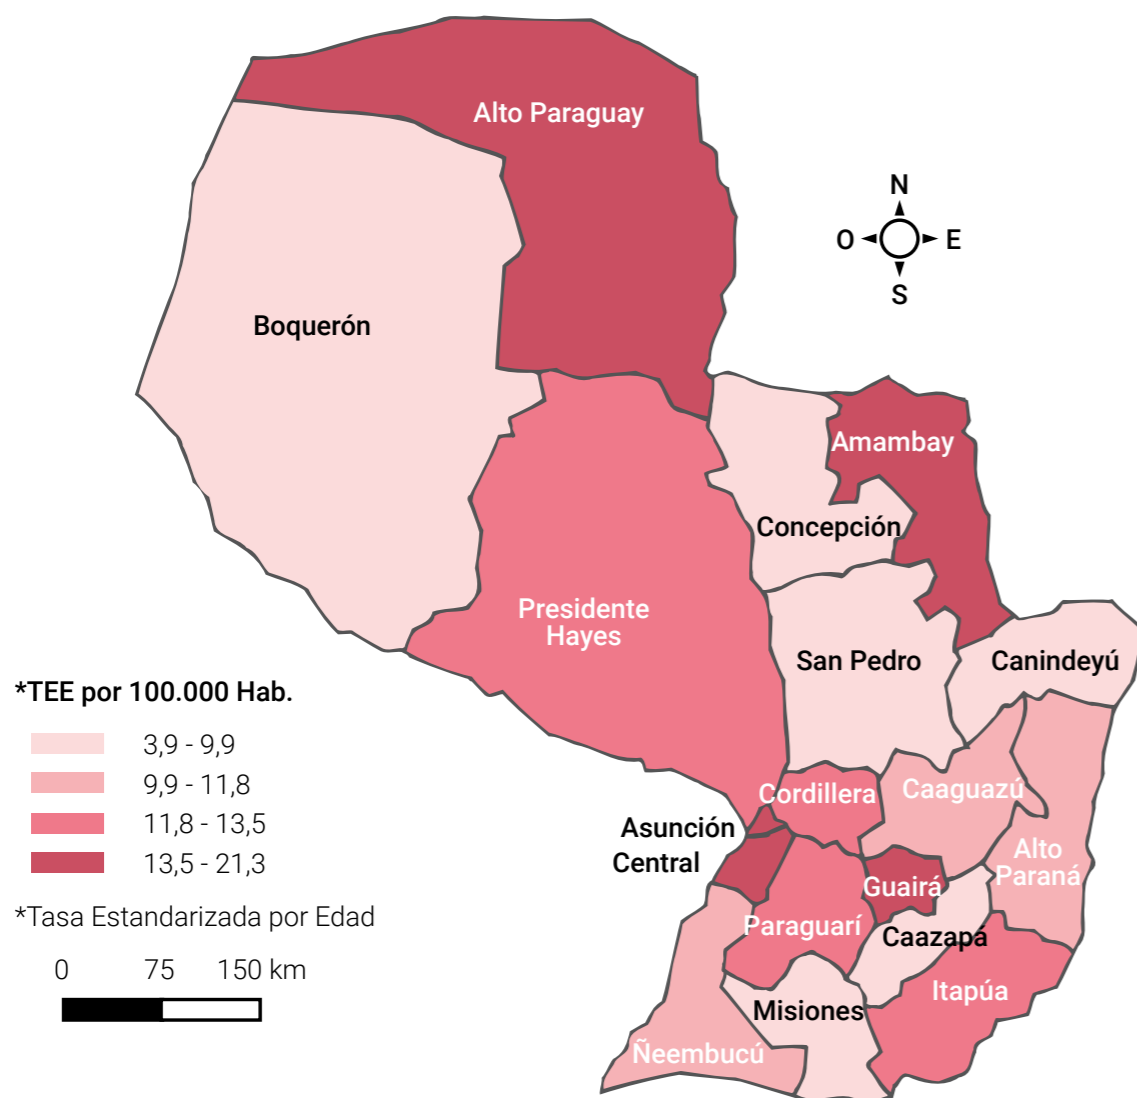 Alto Paraguay
N
O
E
S
Boquerón
Amambay
Concepción
Presidente
Hayes
San Pedro
Canindeyú
*TEE por 100.000 Hab.
3,9 - 9,9
9,9 - 11,8
11,8 - 13,5
13,5 - 21,3
*Tasa Estandarizada por Edad
0 75 150 km
Cordillera
Caaguazú
Asunción
Central
Alto
Paraná
Guairá
Paraguarí
Caazapá
Itapúa
Misiones
Ñeembucú